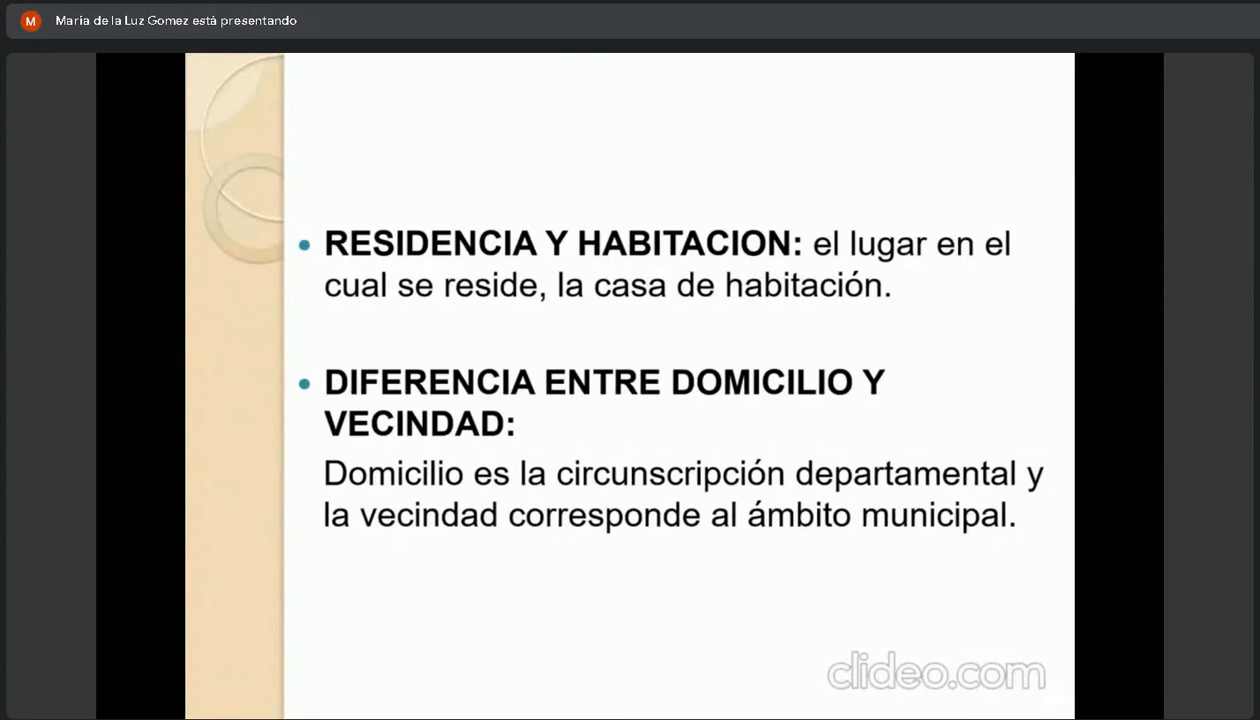 M
Maria de la Luz Gomez está presentando
• RESIDENCIA Y HABITACION: el lugar en el
cual se reside, la casa de habitación.
• DIFERENCIA ENTRE DOMICILIO Y
VECINDAD:
Domicilio es la circunscripción departamental y
la vecindad corresponde al ámbito municipal.
clideo.com